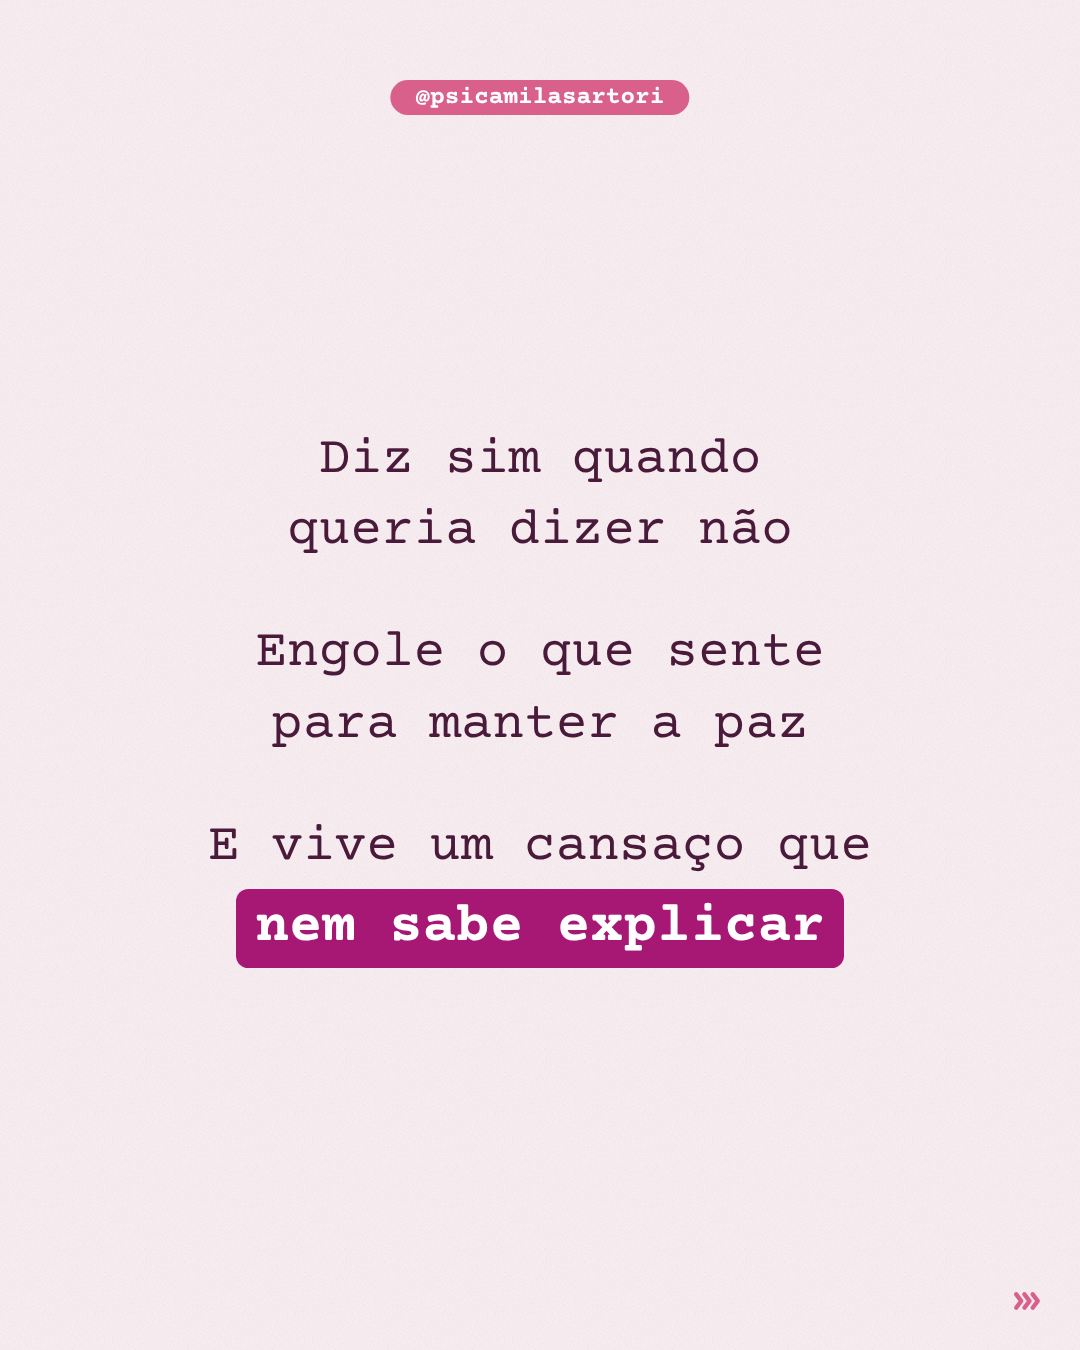 @psicamilasartori
Diz sim quando
queria dizer não
Engole o que sente
para manter a paz
E vive um cansaço que
nem sabe explicar